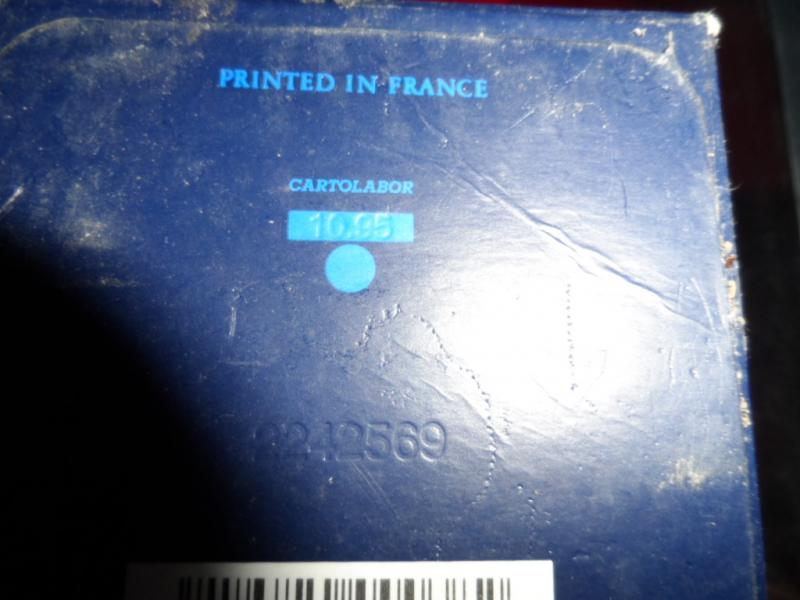 PRINTED IN FRANCE
CARTOLABOR
10.95
2242569